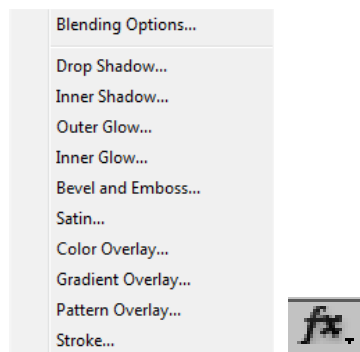 Blending Options...
Drop Shadow...
Inner Shadow...
Outer Glow...
Inner Glow...
Bevel and Emboss...
Satin...
Color Overlay...
Gradient Overlay...
Pattern Overlay...
Stroke...
fx.